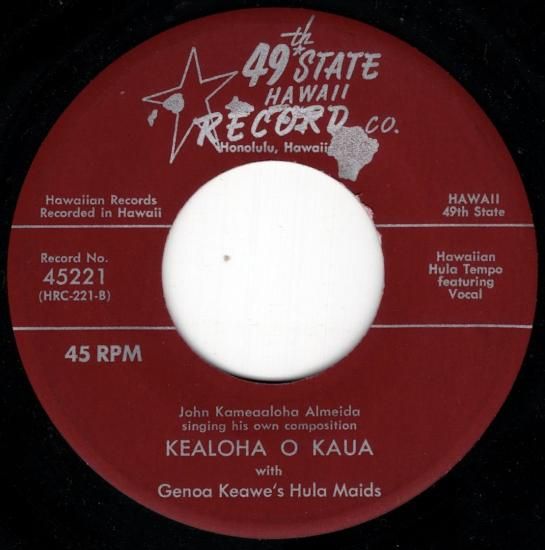 49th STATE
HAWAII
RECORD CO.
Honolulu, Hawaii
Hawaiian Records
Recorded in Hawaii
HAWAII
49th State
Record No.
45221
(HRC-221-B)
Hawaiian
Hula Tempo
featuring
Vocal
45 RPM
John Kameaaloha Almeida
singing his own composition
KEALOHA O KAUA
with
Genoa Keawe's Hula Maids